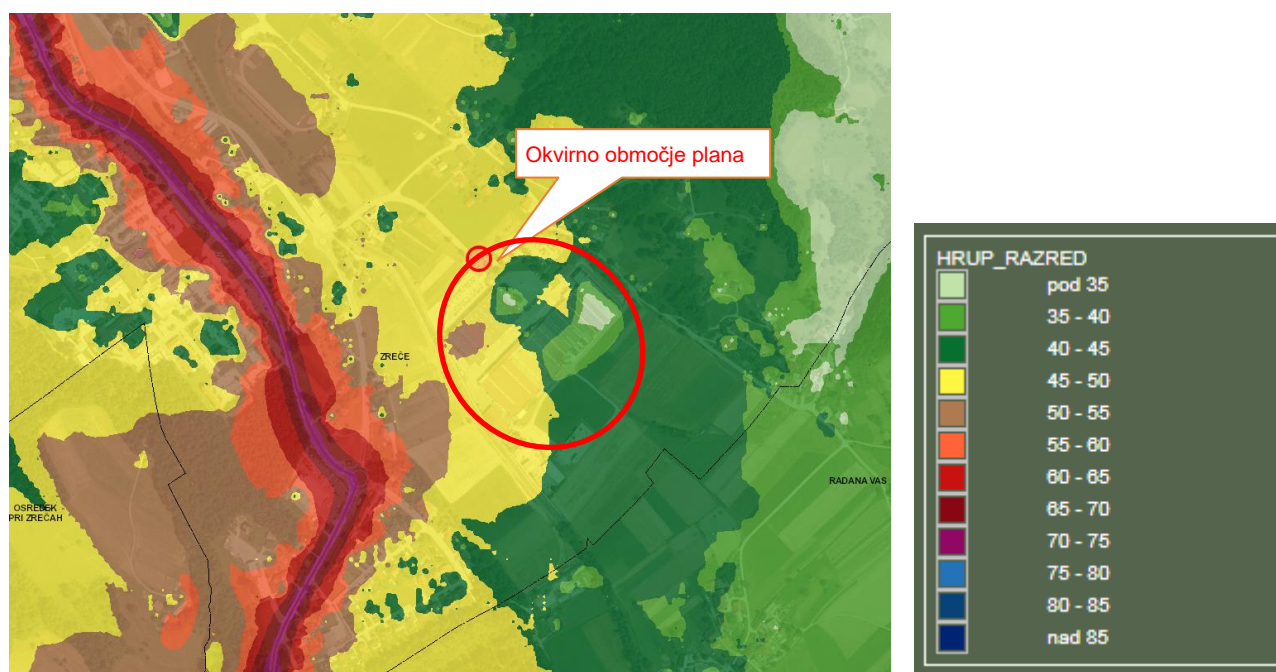 Okvirno območje plana
ZREČE
RADANA VAS
OSREDEK
PRI ZREČAH
HRUP_RAZRED
pod 35
35 - 40
40 - 45
45 - 50
50 - 55
55 - 60
60 - 65
65 - 70
70 - 75
75 - 80
80 - 85
nad 85